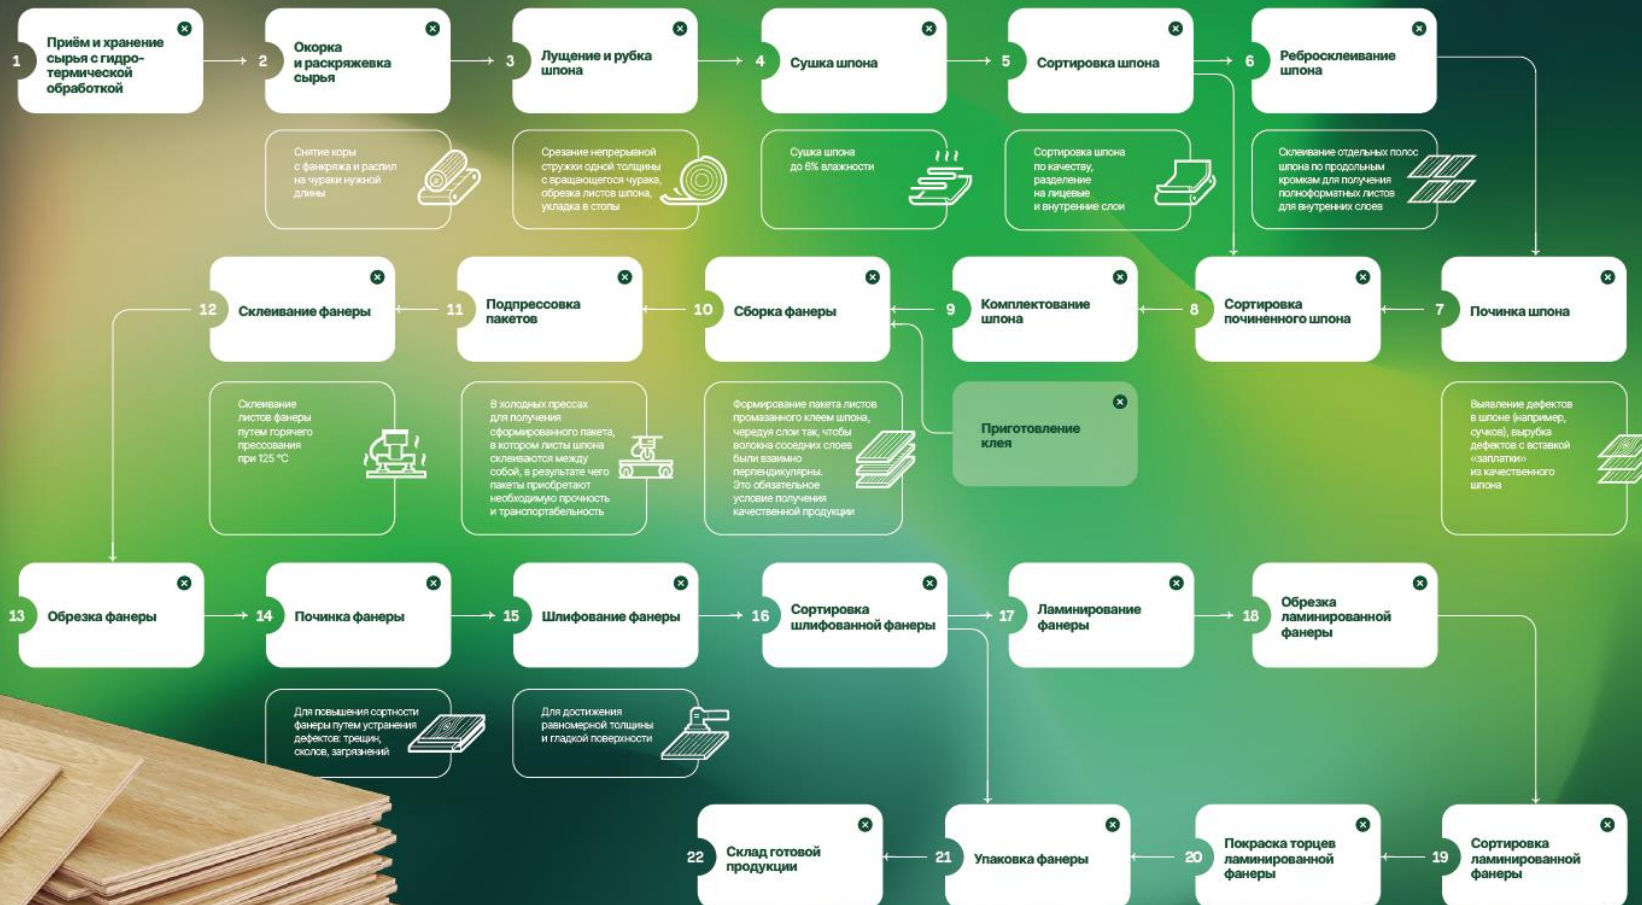 1
Приём и хранение
сырья с гидро-
термической
обработкой
2
Окорка
и раскряжевка
сырья
3
Лущение и рубка
шпона
4
Сушка шпона
5
Сортировка шпона
6
Ребросклеивание
шпона
Снятие коры
с фанкряжа и распил
на чураки нужной
длины
Срезание непрерывной
стружки одной толщины
с вращающегося чурака,
обрезка листов шпона,
укладка в стопы
Сушка шпона
до 6% влажности
Сортировка шпона
по качеству,
разделение
на лицевые
и внутренние слои
Склеивание отдельных полос
шпона по продольным
кромкам для получения
полноформатных листов
для внутренних слоев
12
Склеивание фанеры
11
Подпрессовка
пакетов
10
Сборка фанеры
9
Комплектование
шпона
8
Сортировка
починенного шпона
7
Починка шпона
Склеивание
листов фанеры
путем горячего
прессования
при 125 °С
В холодных прессах
для получения
сформированного пакета,
в котором листы шпона
склеиваются между
собой, в результате чего
пакеты приобретают
необходимую прочность
и транспортабельность
Формирование пакета листов
промазанного клеем шпона,
чередуя слои так, чтобы
волокна соседних слоев
были взаимно
перпендикулярны.
Это обязательное
условие получения
качественной продукции
Приготовление
клея
Выявление дефектов
в шпоне (например,
сучков), вырубка
дефектов с вставкой
«заплатки»
из качественного
шпона
13
Обрезка фанеры
14
Починка фанеры
15
Шлифование фанеры
16
Сортировка
шлифованной фанеры
17
Ламинирование
фанеры
18
Обрезка
ламинированной
фанеры
Для повышения сортности
фанеры путем устранения
дефектов: трещин,
сколов, загрязнений
Для достижения
равномерной толщины
и гладкой поверхности
22
Склад готовой
продукции
21
Упаковка фанеры
20
Покраска торцев
ламинированной
фанеры
19
Сортировка
ламинированной
фанеры